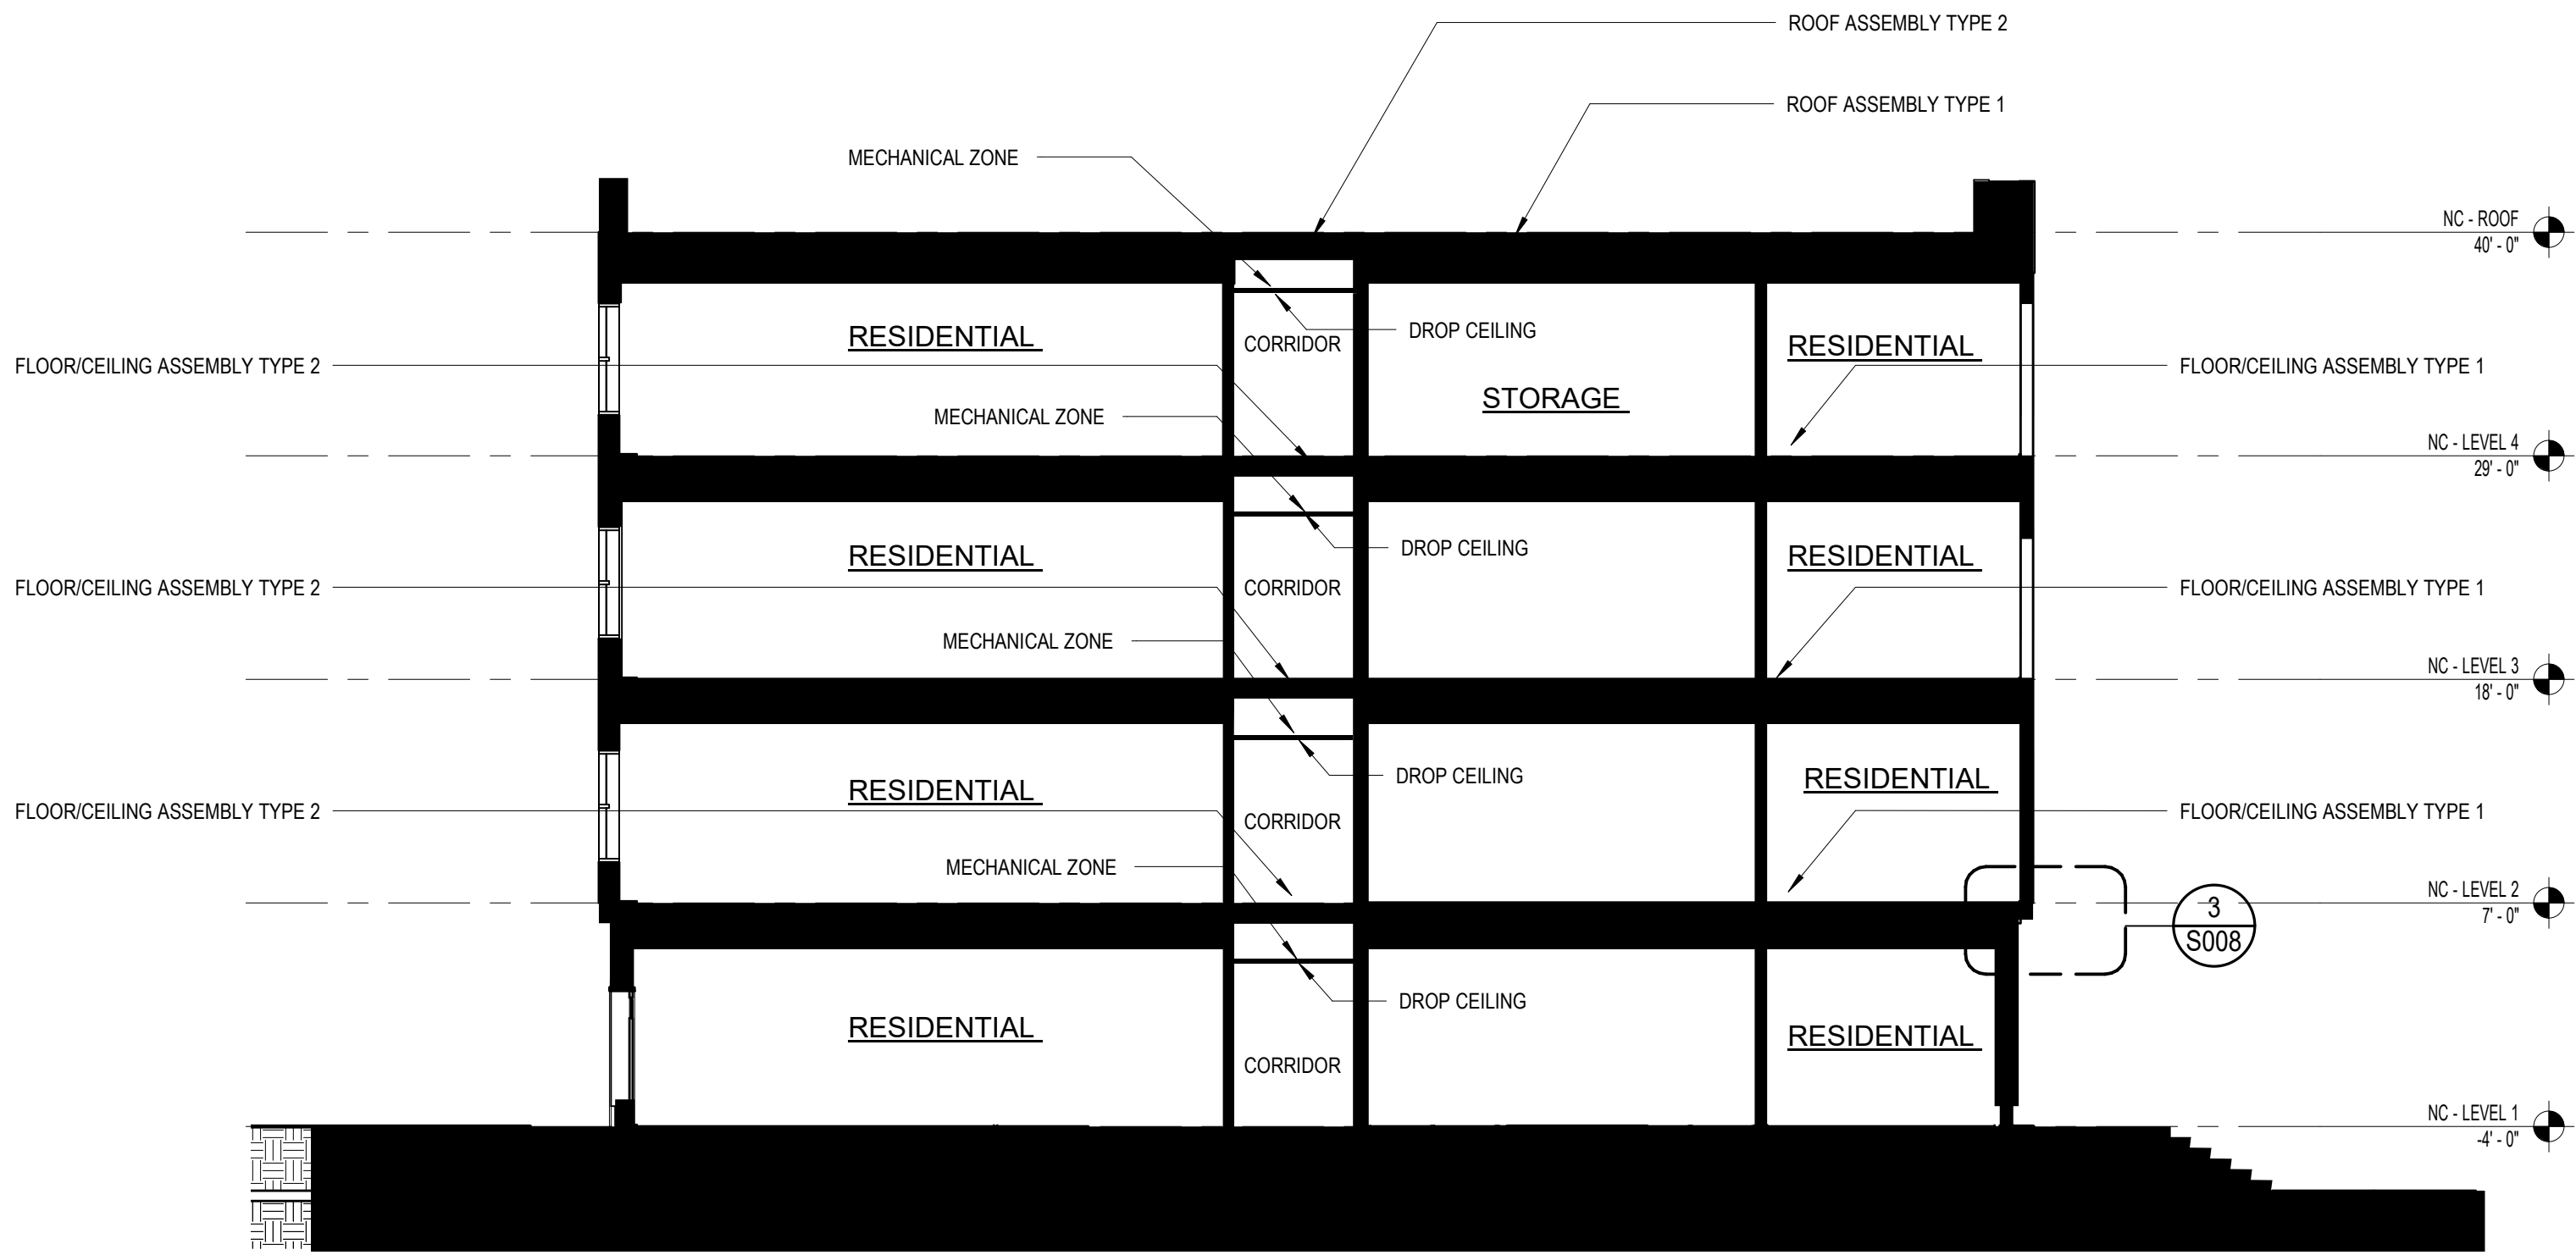 ROOF ASSEMBLY TYPE 2
ROOF ASSEMBLY TYPE 1
MECHANICAL ZONE
NC - ROOF
40' - 0"
RESIDENTIAL
CORRIDOR
DROP CEILING
RESIDENTIAL
FLOOR/CEILING ASSEMBLY TYPE 2
FLOOR/CEILING ASSEMBLY TYPE 1
STORAGE
MECHANICAL ZONE
NC - LEVEL 4
29' - 0"
RESIDENTIAL
DROP CEILING
RESIDENTIAL
FLOOR/CEILING ASSEMBLY TYPE 2
CORRIDOR
FLOOR/CEILING ASSEMBLY TYPE 1
MECHANICAL ZONE
NC - LEVEL 3
18' - 0"
RESIDENTIAL
DROP CEILING
RESIDENTIAL
FLOOR/CEILING ASSEMBLY TYPE 2
CORRIDOR
FLOOR/CEILING ASSEMBLY TYPE 1
MECHANICAL ZONE
NC - LEVEL 2
7' - 0"
3
S008
DROP CEILING
RESIDENTIAL
RESIDENTIAL
CORRIDOR
NC - LEVEL 1
-4' - 0"